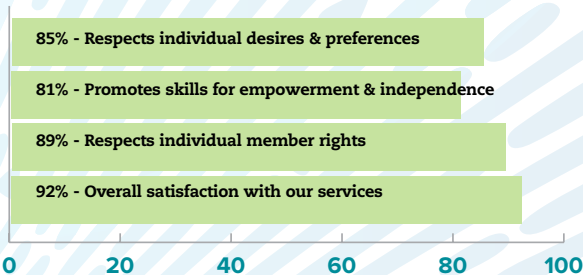 85% - Respects individual desires & preferences
81% - Promotes skills for empowerment & independence
89% - Respects individual member rights
92% - Overall satisfaction with our services
0 20 40 60 80 100